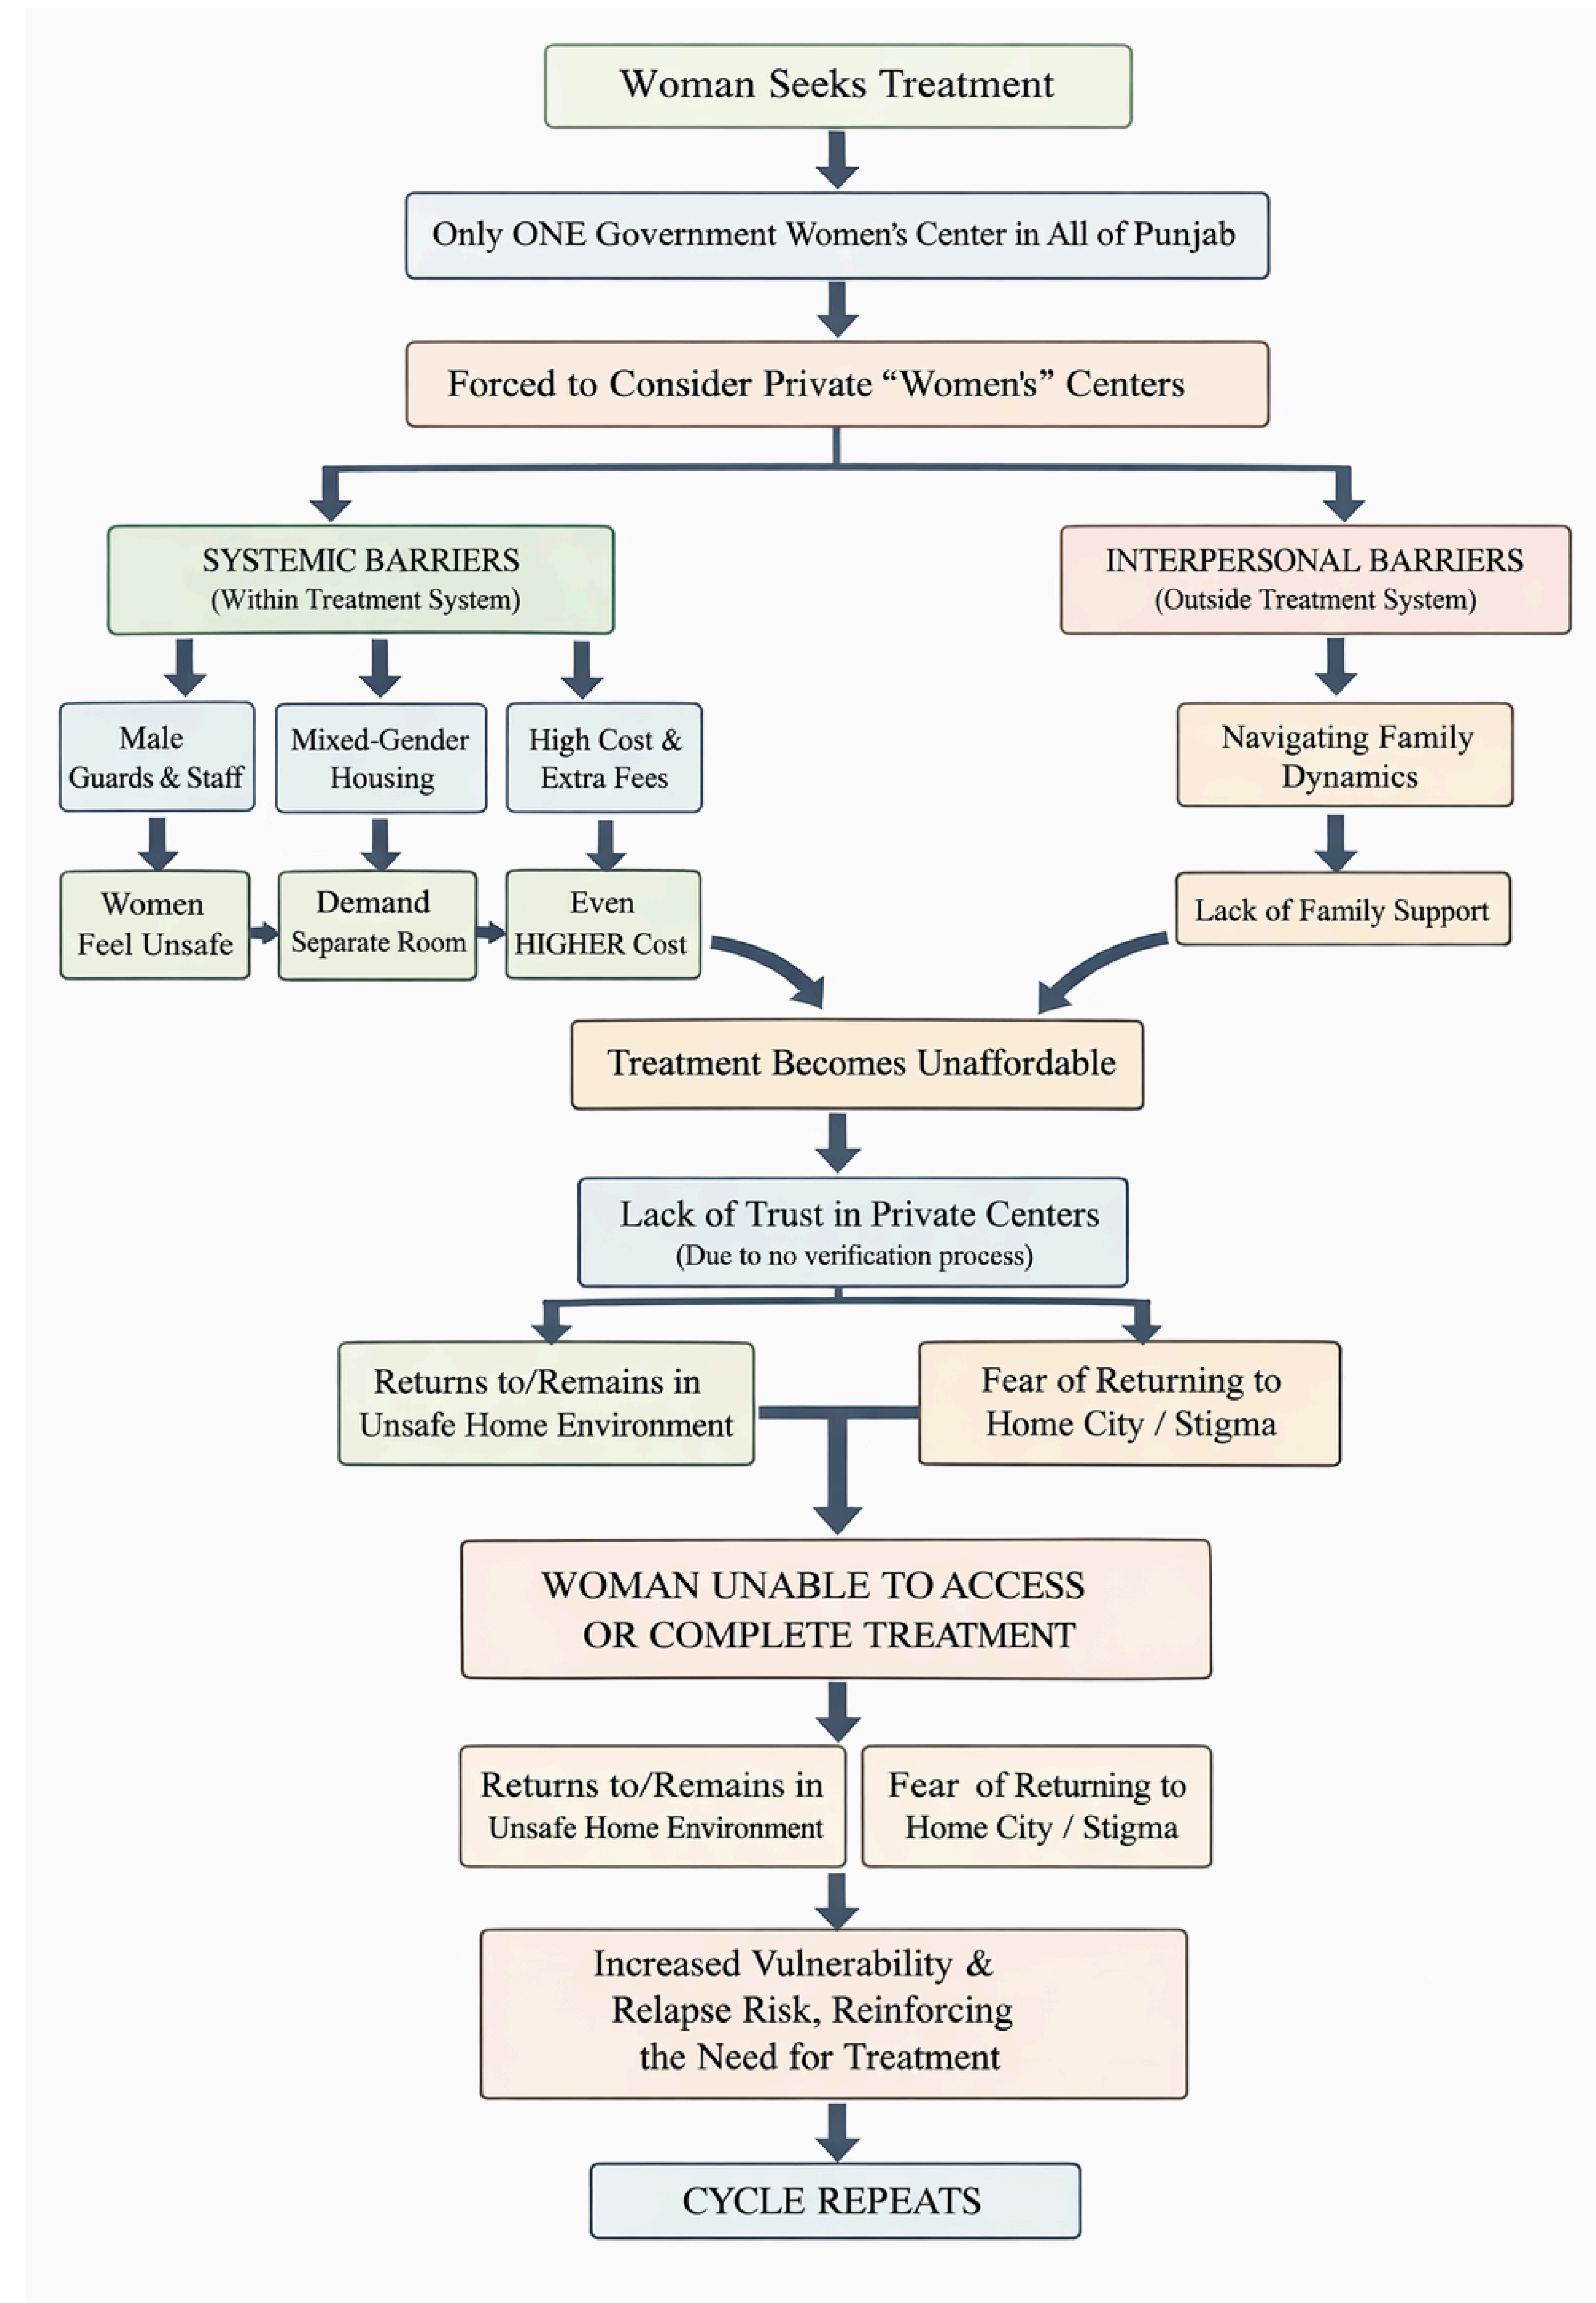 Woman Seeks Treatment
Only ONE Government Women's Center in All of Punjab
Forced to Consider Private “Women's” Centers
SYSTEMIC BARRIERS
(Within Treatment System)
INTERPERSONAL BARRIERS
(Outside Treatment System)
Male
Guards & Staff
Mixed-Gender
Housing
High Cost &
Extra Fees
Navigating Family
Dynamics
Women
Feel Unsafe
Demand
Separate Room
Even
HIGHER Cost
Lack of Family Support
Treatment Becomes Unaffordable
Lack of Trust in Private Centers
(Due to no verification process)
Returns to/Remains in
Unsafe Home Environment
Fear of Returning to
Home City / Stigma
WOMAN UNABLE TO ACCESS
OR COMPLETE TREATMENT
Returns to/Remains in
Unsafe Home Environment
Fear of Returning to
Home City / Stigma
Increased Vulnerability &
Relapse Risk, Reinforcing
the Need for Treatment
CYCLE REPEATS